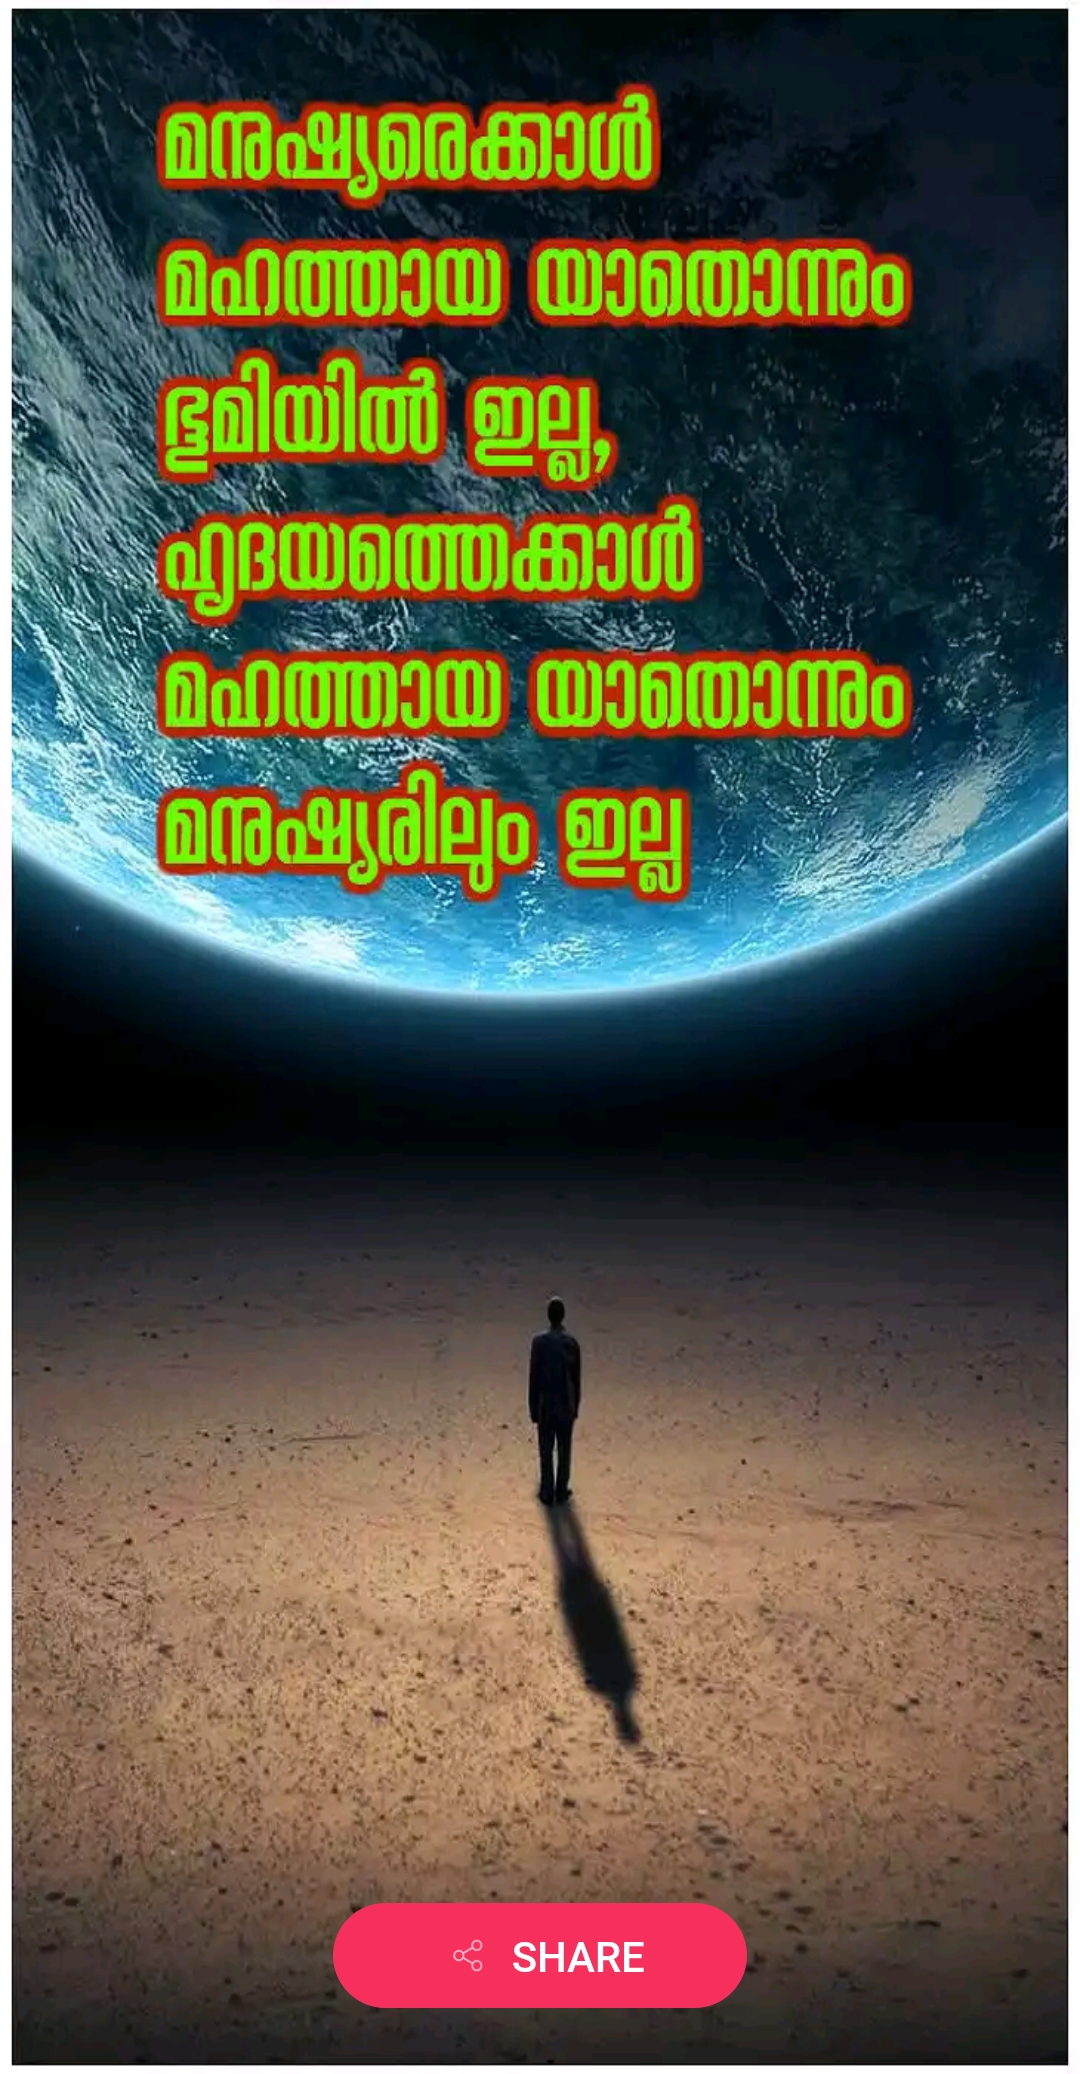 മനുഷ്യരെക്കാൾ
മഹത്തായ യാതൊന്നും
ഭൂമിയിൽ ഇല്ല,
ഹൃദയത്തെക്കാൾ
മഹത്തായ യാതൊന്നും
മനുഷ്യരിലും ഇല്ല
SHARE